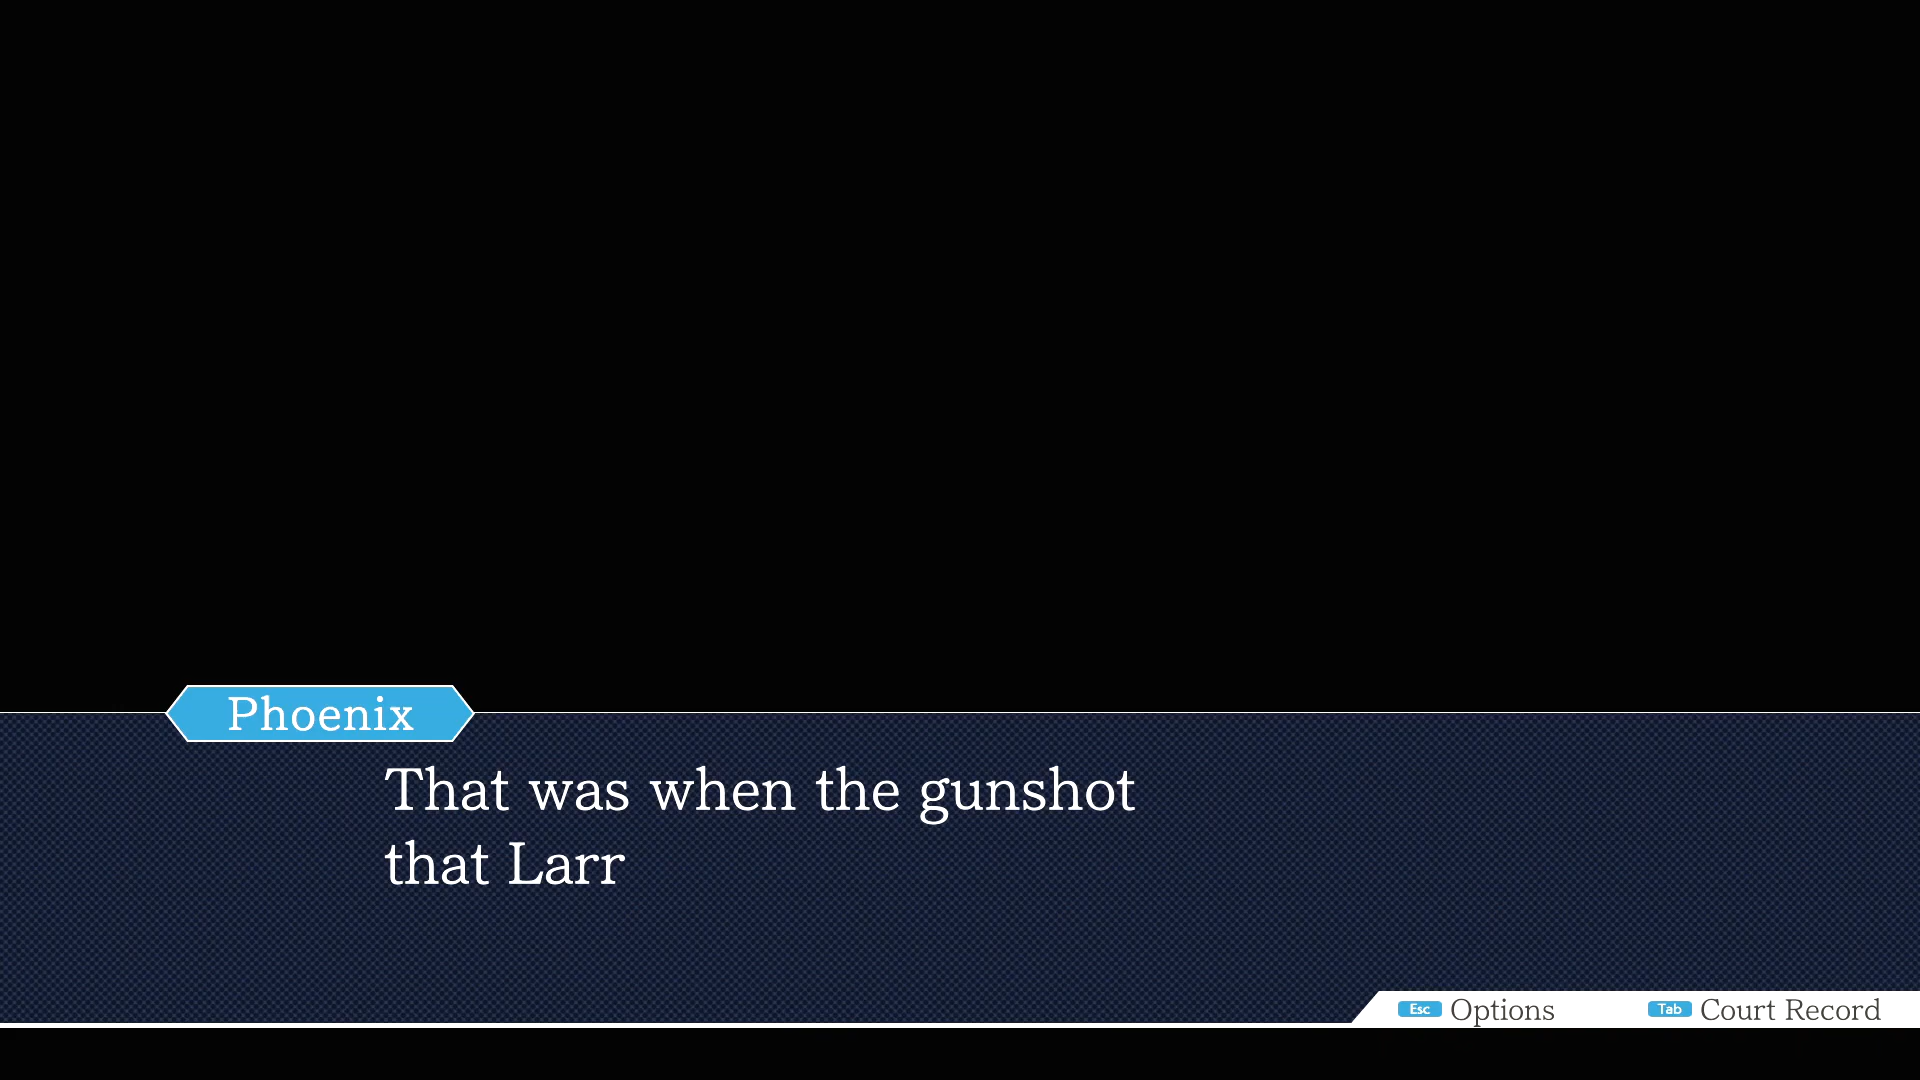 Phoenix
That was when the gunshot
that Larr
Esc Options Tab Court Record